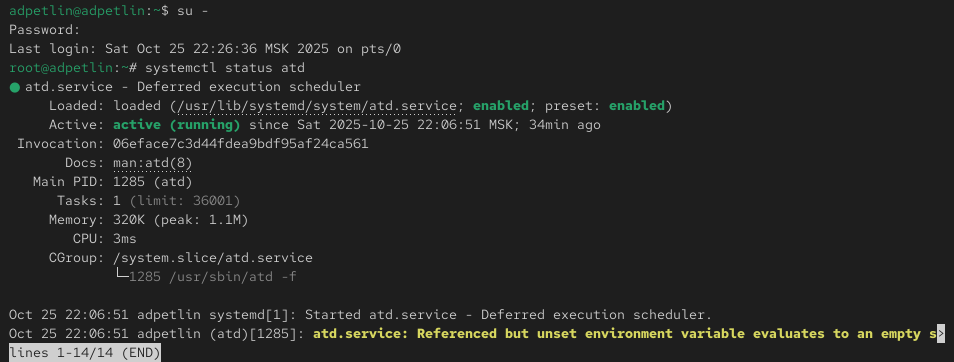 adpetlin@adpetlin:~$ su -
Password:
Last login: Sat Oct 25 22:26:36 MSK 2025 on pts/0
root@adpetlin:~# systemctl status atd
● atd.service - Deferred execution scheduler
     Loaded: loaded (/usr/lib/systemd/system/atd.service; enabled; preset: enabled)
     Active: active (running) since Sat 2025-10-25 22:06:51 MSK; 34min ago
 Invocation: 06eface7c3d44fdea9bdf95af24ca561
       Docs: man:atd(8)
   Main PID: 1285 (atd)
      Tasks: 1 (limit: 36001)
     Memory: 320K (peak: 1.1M)
        CPU: 3ms
     CGroup: /system.slice/atd.service
             └─1285 /usr/sbin/atd -f

Oct 25 22:06:51 adpetlin systemd[1]: Started atd.service - Deferred execution scheduler.
Oct 25 22:06:51 adpetlin (atd)[1285]: atd.service: Referenced but unset environment variable evaluates to an empty s>
lines 1-14/14 (END)